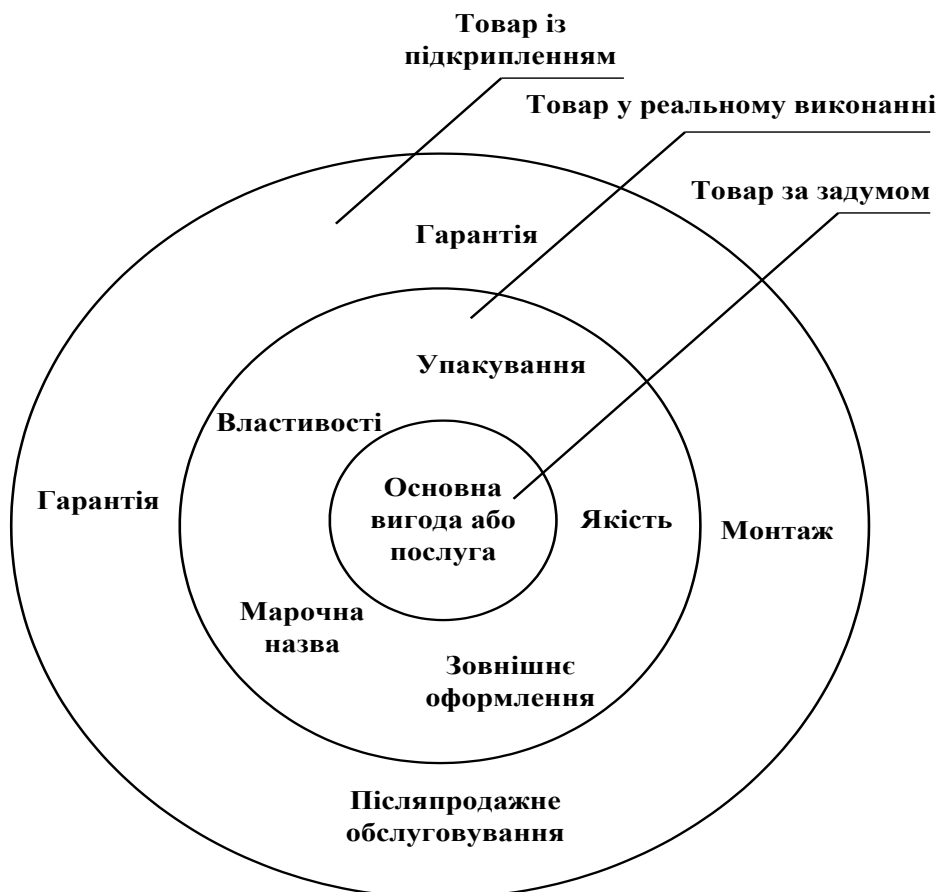 Товар із
підкрипленням
Товар у реальному виконанні
Товар за задумом
Гарантія
Упакування
Властивості
Основна
вигода або
послуга
Гарантія
Якість
Монтаж
Марочна
назва
Зовнішнє
оформлення
Післяпродажне
обслуговування